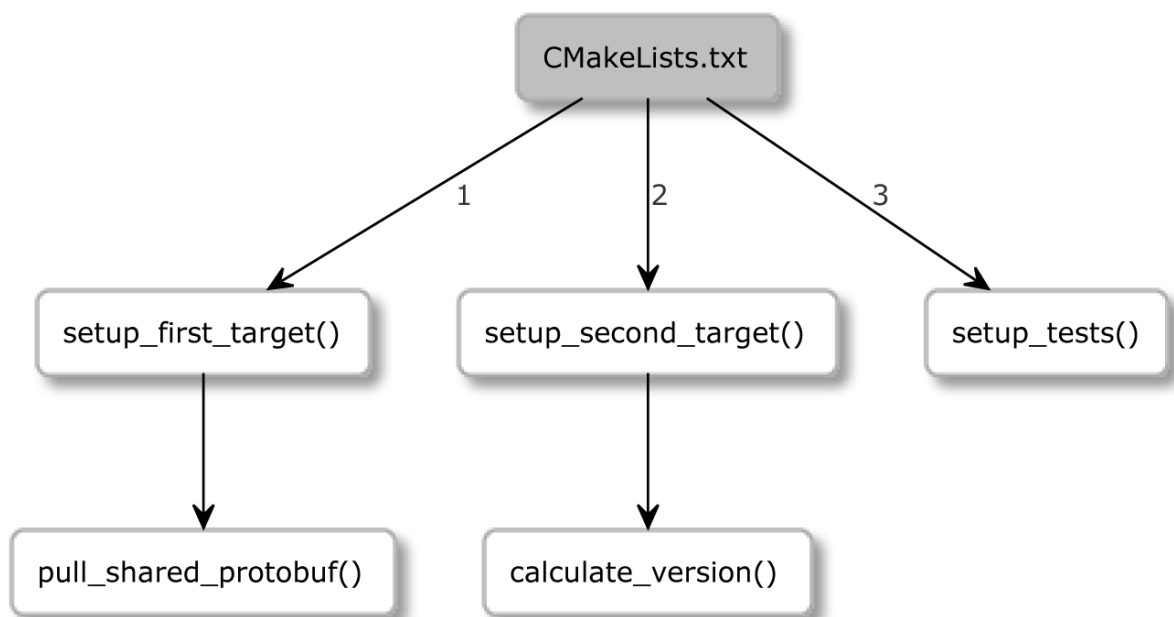 CMakeLists.txt
1
2
3
setup_first_target()
setup_second_target()
setup_tests()
pull_shared_protobuf()
calculate_version()